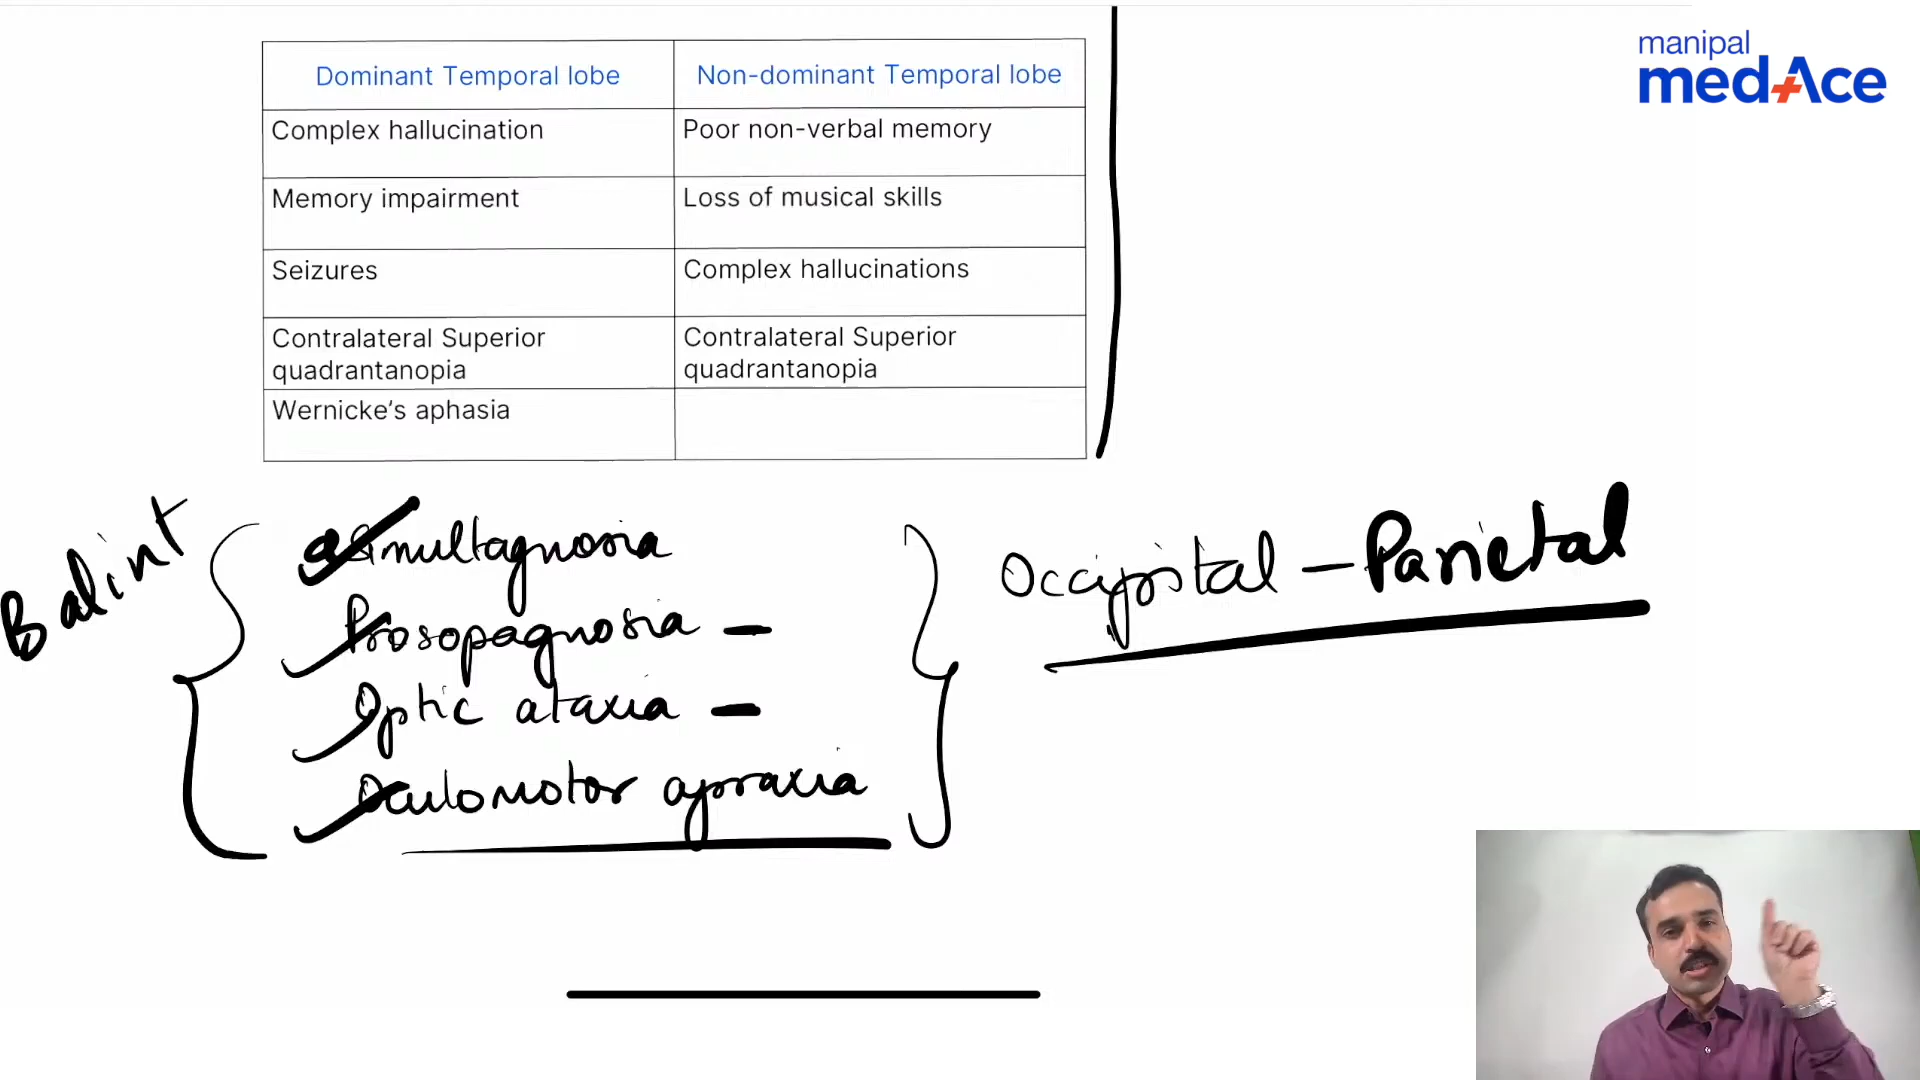 manipal
medAce
Dominant Temporal lobe
Non-dominant Temporal lobe
Complex hallucination
Poor non-verbal memory
Memory impairment
Loss of musical skills
Seizures
Complex hallucinations
Contralateral Superior
quadrantanopia
Contralateral Superior
quadrantanopia
Wernicke's aphasia
Balint
Simultagnosia
Prosopagnosia –
Optic ataxia –
Oculomotor apraxia
Occipital – Parietal